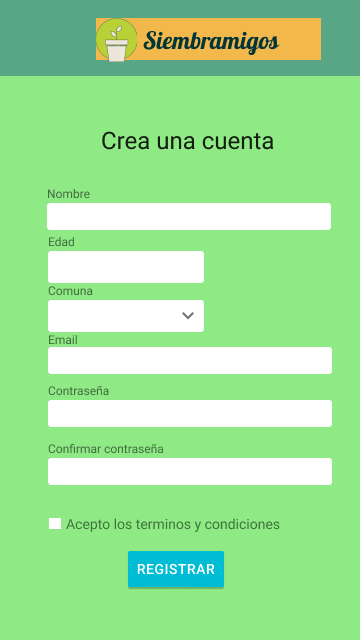 Siembramigos
Crea una cuenta
Nombre
Edad
Comuna
Email
Contraseña
Confirmar contraseña
Acepto los terminos y condiciones
REGISTRAR